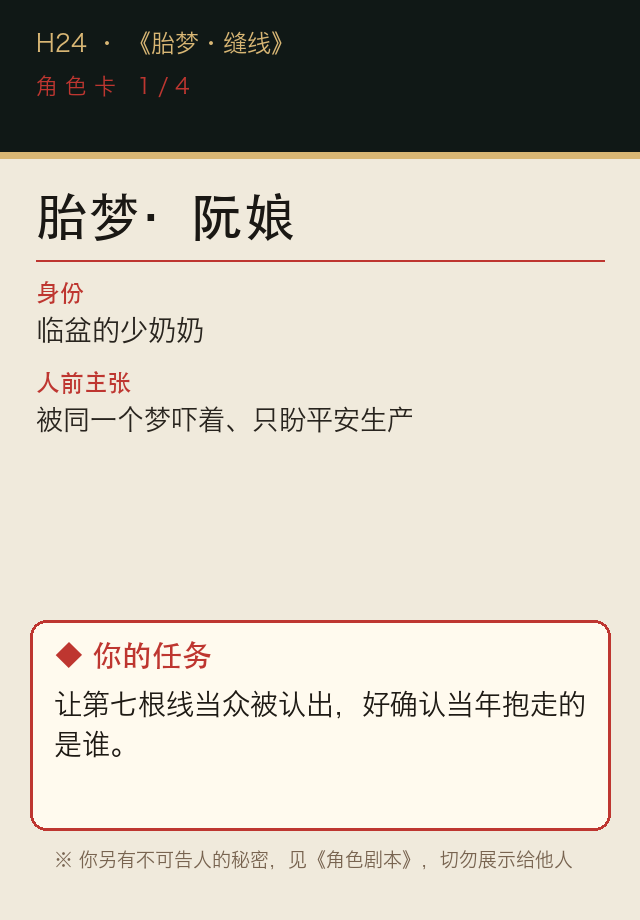 H24 · 《胎梦·缝线》
角色卡 1/4
胎梦· 阮娘
身份
临盆的少奶奶
人前主张
被同一个梦吓着、只盼平安生产
◆ 你的任务
让第七根线当众被认出，好确认当年抱走的
是谁。
※ 你另有不可告人的秘密，见《角色剧本》，切勿展示给他人